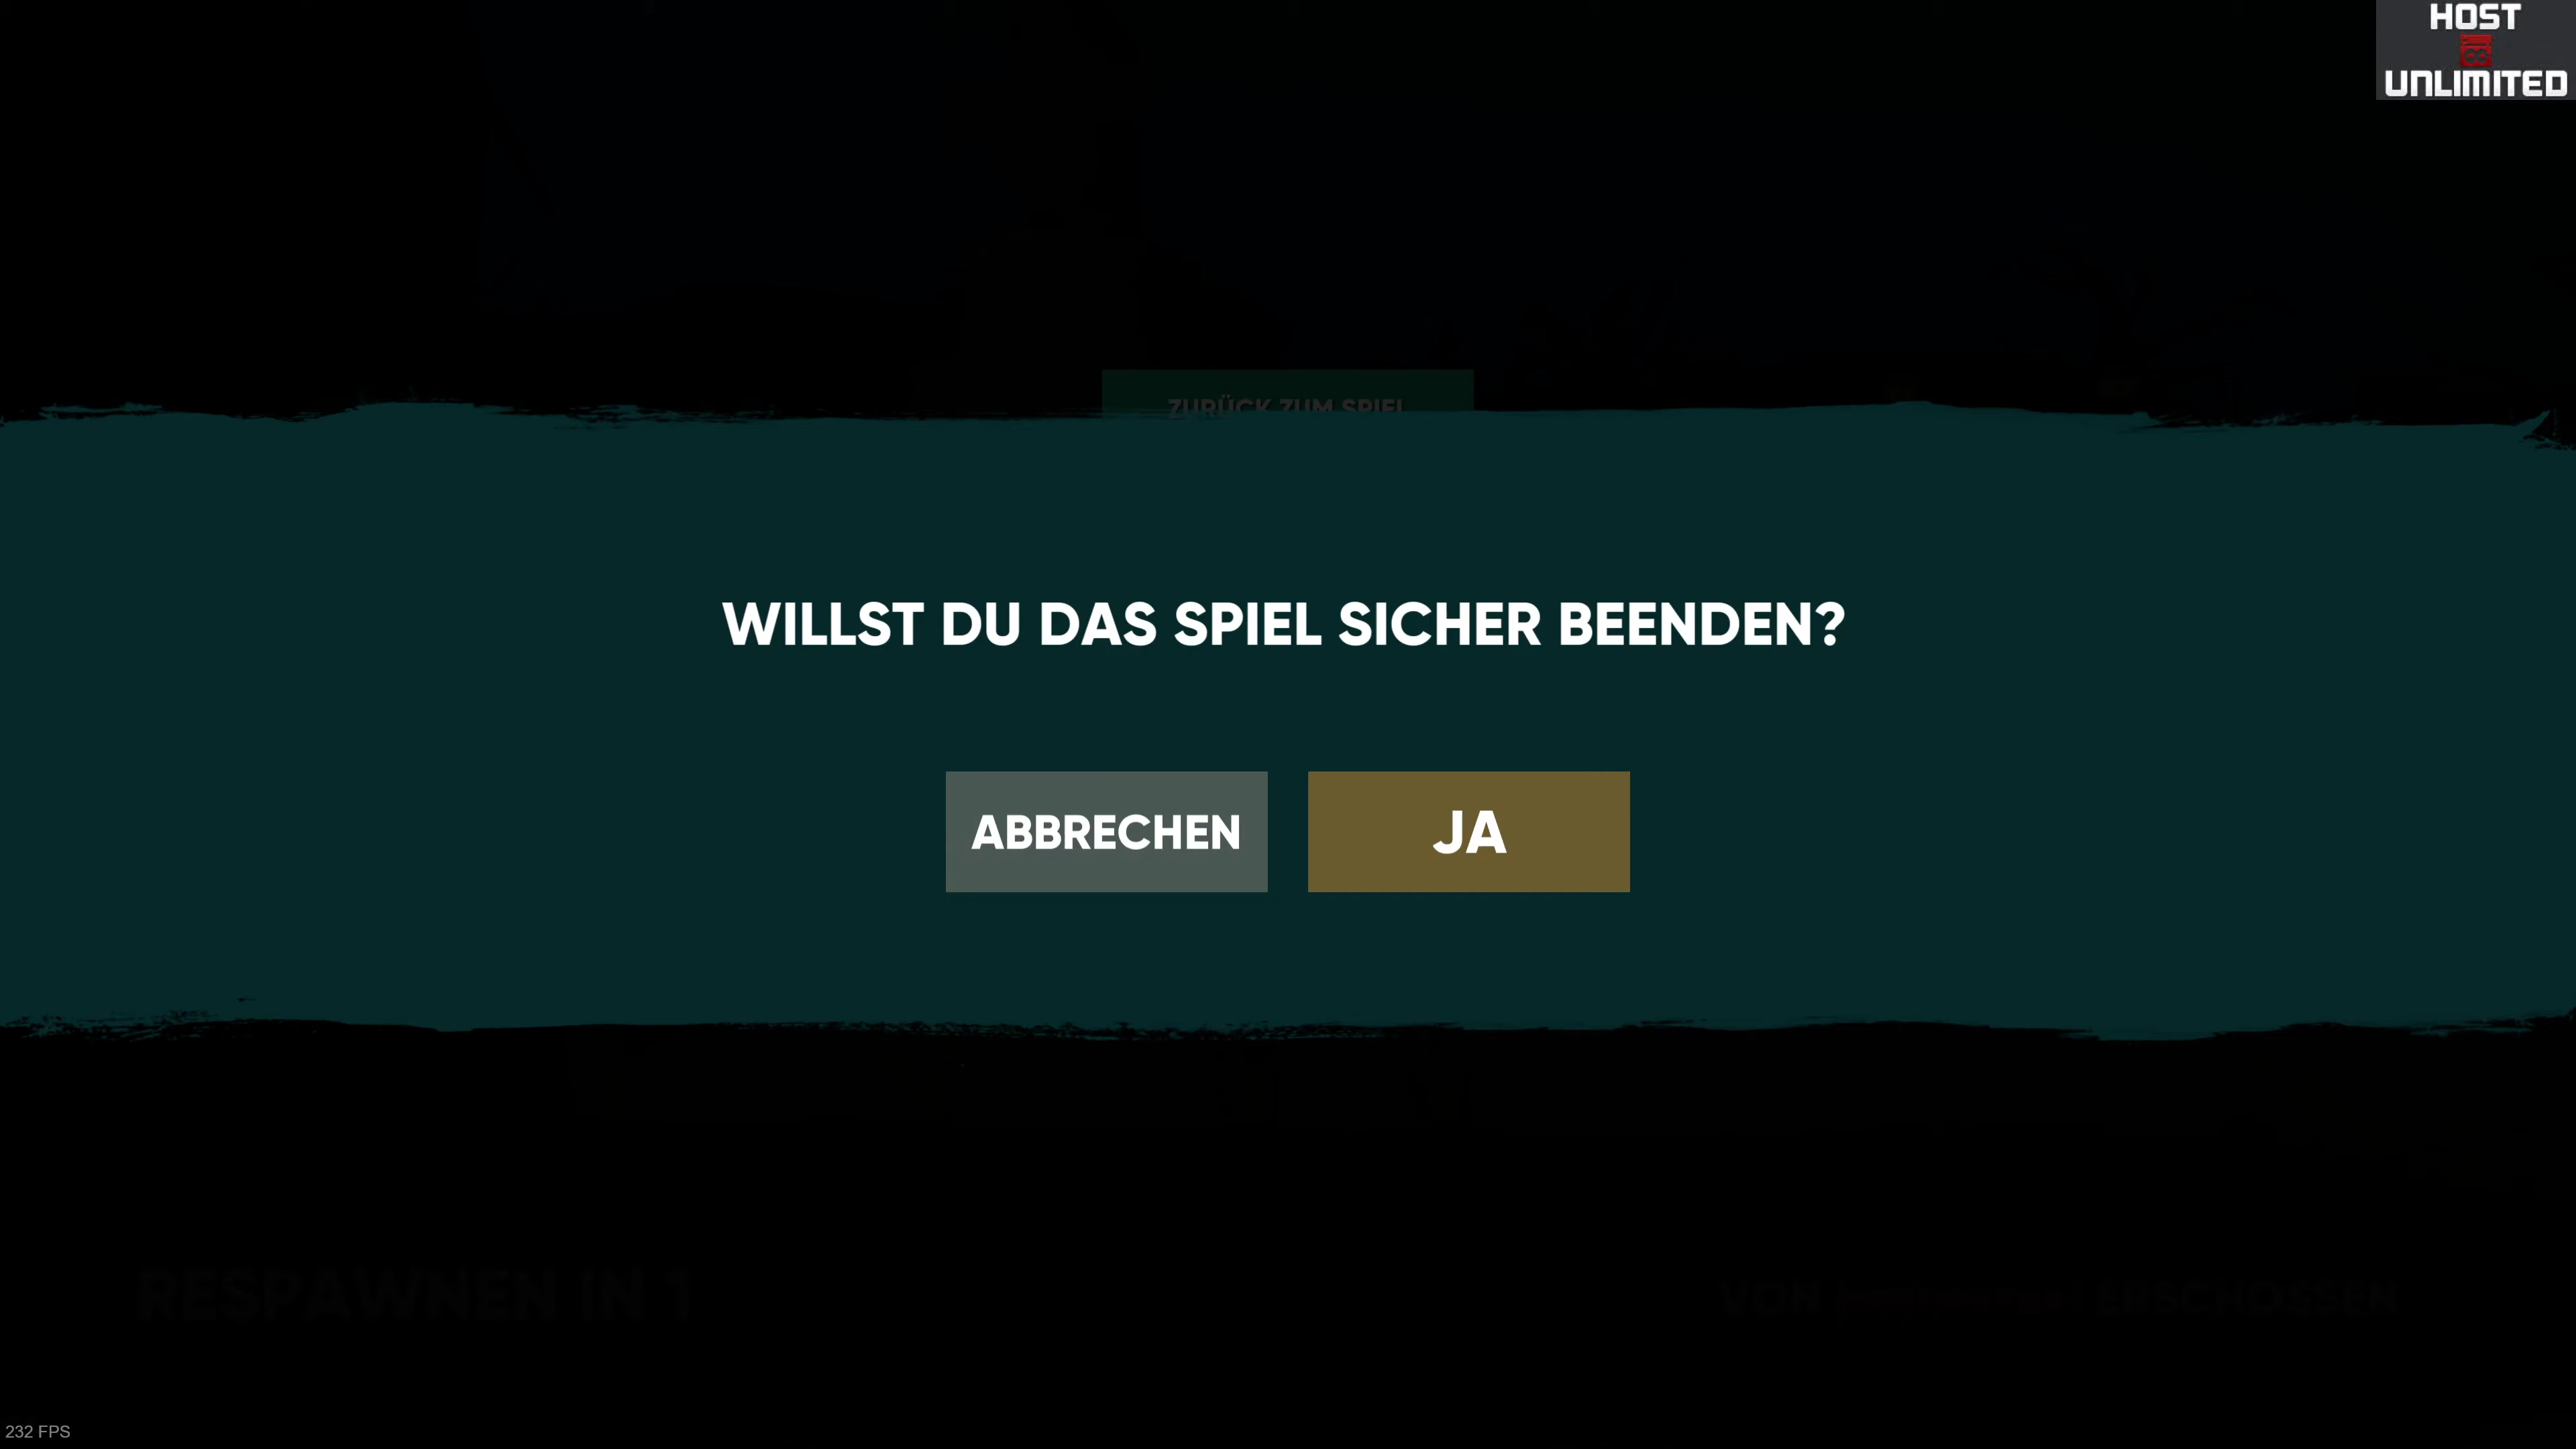 HOST
UNLIMITED
ZURÜCK ZUM SPIEL
WILLST DU DAS SPIEL SICHER BEENDEN?
ABBRECHEN
JA
RESPAWNEN IN 1
VON ERSCHOSSEN
232 FPS